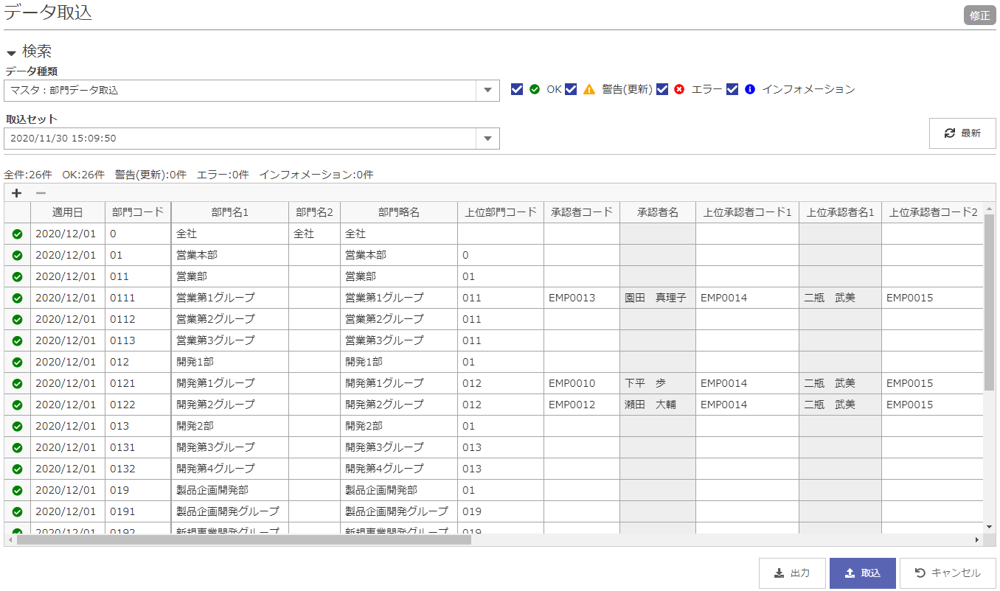 データ取込
修正
検索
データ種類
マスタ：部門データ取込
OK 警告(更新) エラー インフォメーション
取込セット
2020/11/30 15:09:50
最新
全件:26件 OK:26件 警告(更新):0件 エラー:0件 インフォメーション:0件
適用日 部門コード 部門名1 部門名2 部門略名 上位部門コード 承認者コード 承認者名 上位承認者コード1 上位承認者名1 上位承認者コード2
2020/12/01 0 全社 全社 全社
2020/12/01 01 営業本部 営業本部 0
2020/12/01 011 営業部 営業部 01
2020/12/01 0111 営業第1グループ 営業第1グループ 011 EMP0013 園田　真理子 EMP0014 二瓶　武美 EMP0015
2020/12/01 0112 営業第2グループ 営業第2グループ 011
2020/12/01 0113 営業第3グループ 営業第3グループ 011
2020/12/01 012 開発1部 開発1部 01
2020/12/01 0121 開発第1グループ 開発第1グループ 012 EMP0010 下平　歩 EMP0014 二瓶　武美 EMP0015
2020/12/01 0122 開発第2グループ 開発第2グループ 012 EMP0012 瀬田　大輔 EMP0014 二瓶　武美 EMP0015
2020/12/01 013 開発2部 開発2部 01
2020/12/01 0131 開発第3グループ 開発第3グループ 013
2020/12/01 0132 開発第4グループ 開発第4グループ 013
2020/12/01 019 製品企画開発部 製品企画開発部 01
2020/12/01 0191 製品企画開発グループ 製品企画開発グループ 019
2020/12/01 0192 新規事業開発グループ 新規事業開発グループ 019
出力 取込 キャンセル